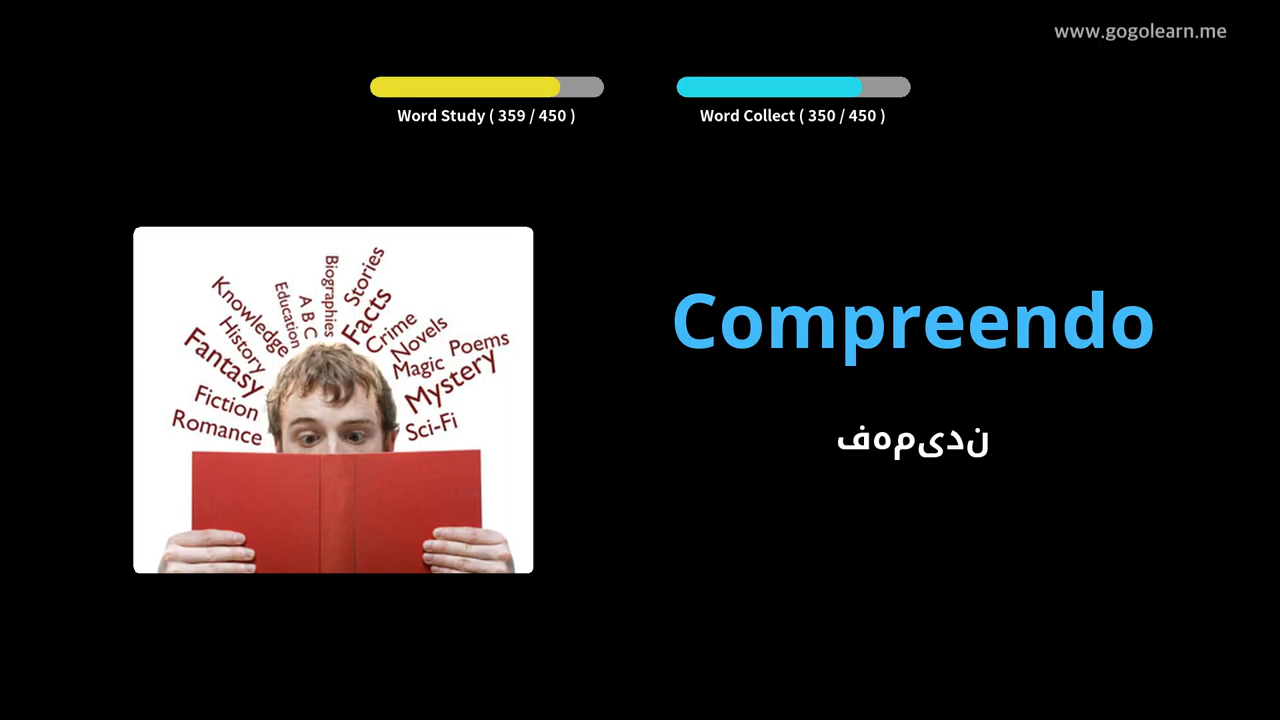 www.gogolearn.me
Word Study ( 359 / 450 )
Word Collect ( 350 / 450 )
Stories
Biographies
Facts
A B C
Education
Knowledge
Crime
Novels
History
Poems
Magic
Fantasy
Mystery
Fiction
Sci-Fi
Romance
Compreendo
فهمیدن